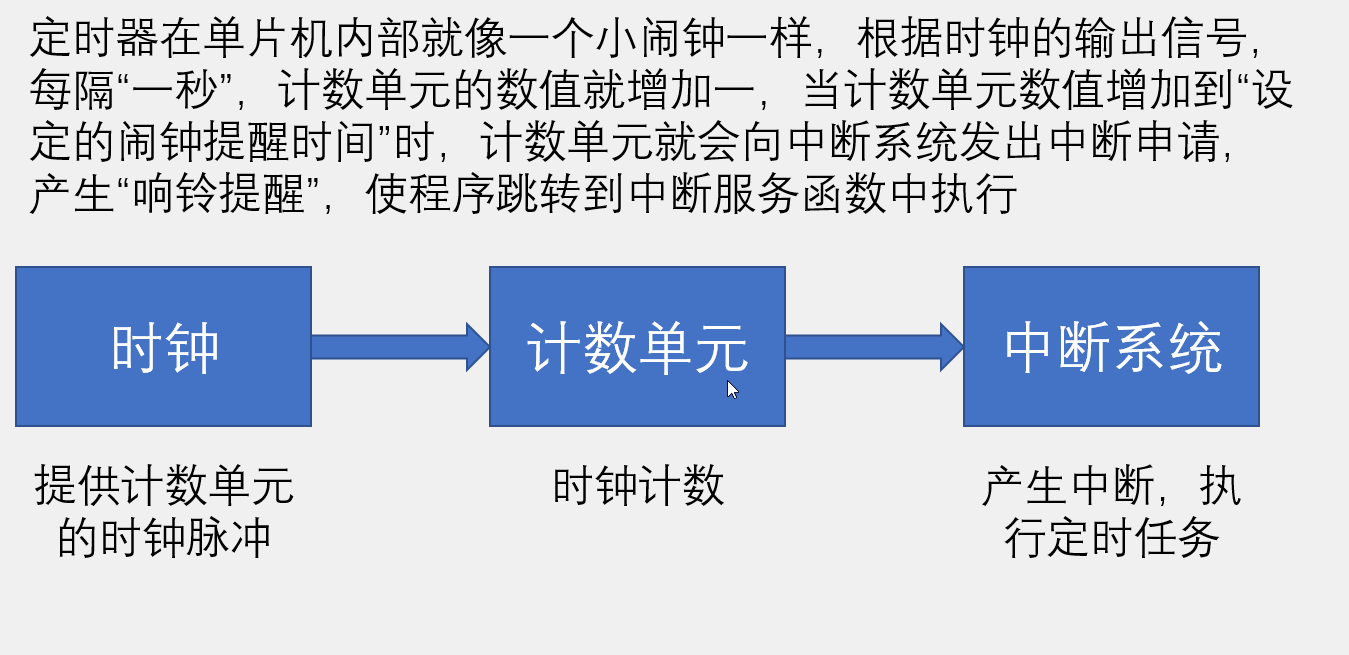 定时器在单片机内部就像一个小闹钟一样，根据时钟的输出信号，
每隔“一秒”，计数单元的数值就增加一，当计数单元数值增加到“设
定的闹钟提醒时间”时，计数单元就会向中断系统发出中断申请，
产生“响铃提醒”，使程序跳转到中断服务函数中执行
时钟
计数单元
中断系统
提供计数单元
的时钟脉冲
时钟计数
产生中断，执
行定时任务